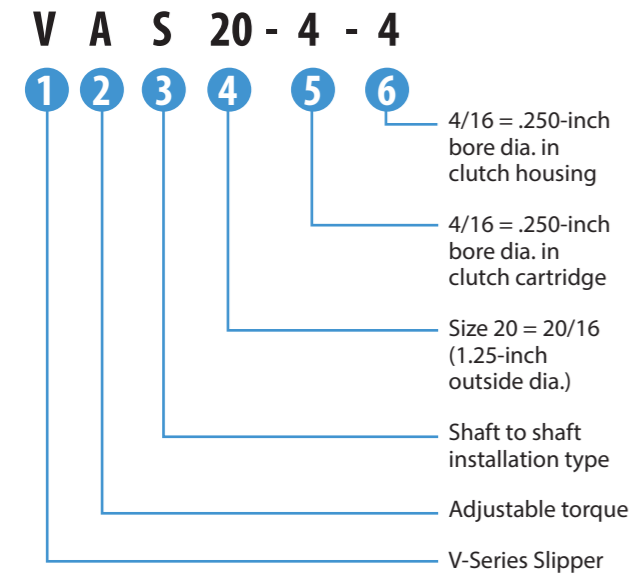 V A S 20 - 4 - 4
1 2 3 4 5 6
4/16 = .250-inch
bore dia. in
clutch housing
4/16 = .250-inch
bore dia. in
clutch cartridge
Size 20 = 20/16
(1.25-inch
outside dia.)
Shaft to shaft
installation type
Adjustable torque
V-Series Slipper